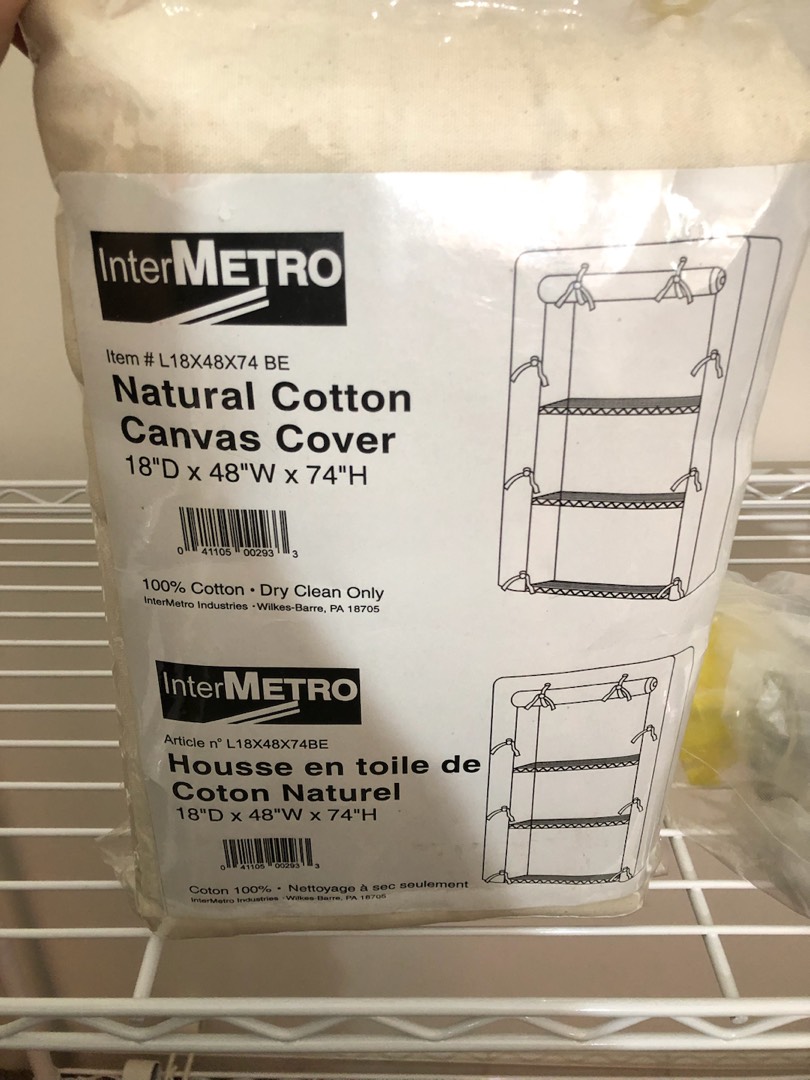 InterMETRO
Item # L18X48X74 BE
Natural Cotton
Canvas Cover
18"D x 48"W x 74"H
0 41105 00293 3
100% Cotton • Dry Clean Only
InterMetro Industries • Wilkes-Barre, PA 18705
InterMETRO
Article n° L18X48X74BE
Housse en toile de
Coton Naturel
18"D x 48"W x 74"H
0 41105 00293 3
Coton 100% • Nettoyage à sec seulement
InterMetro Industries • Wilkes-Barre, PA 18705